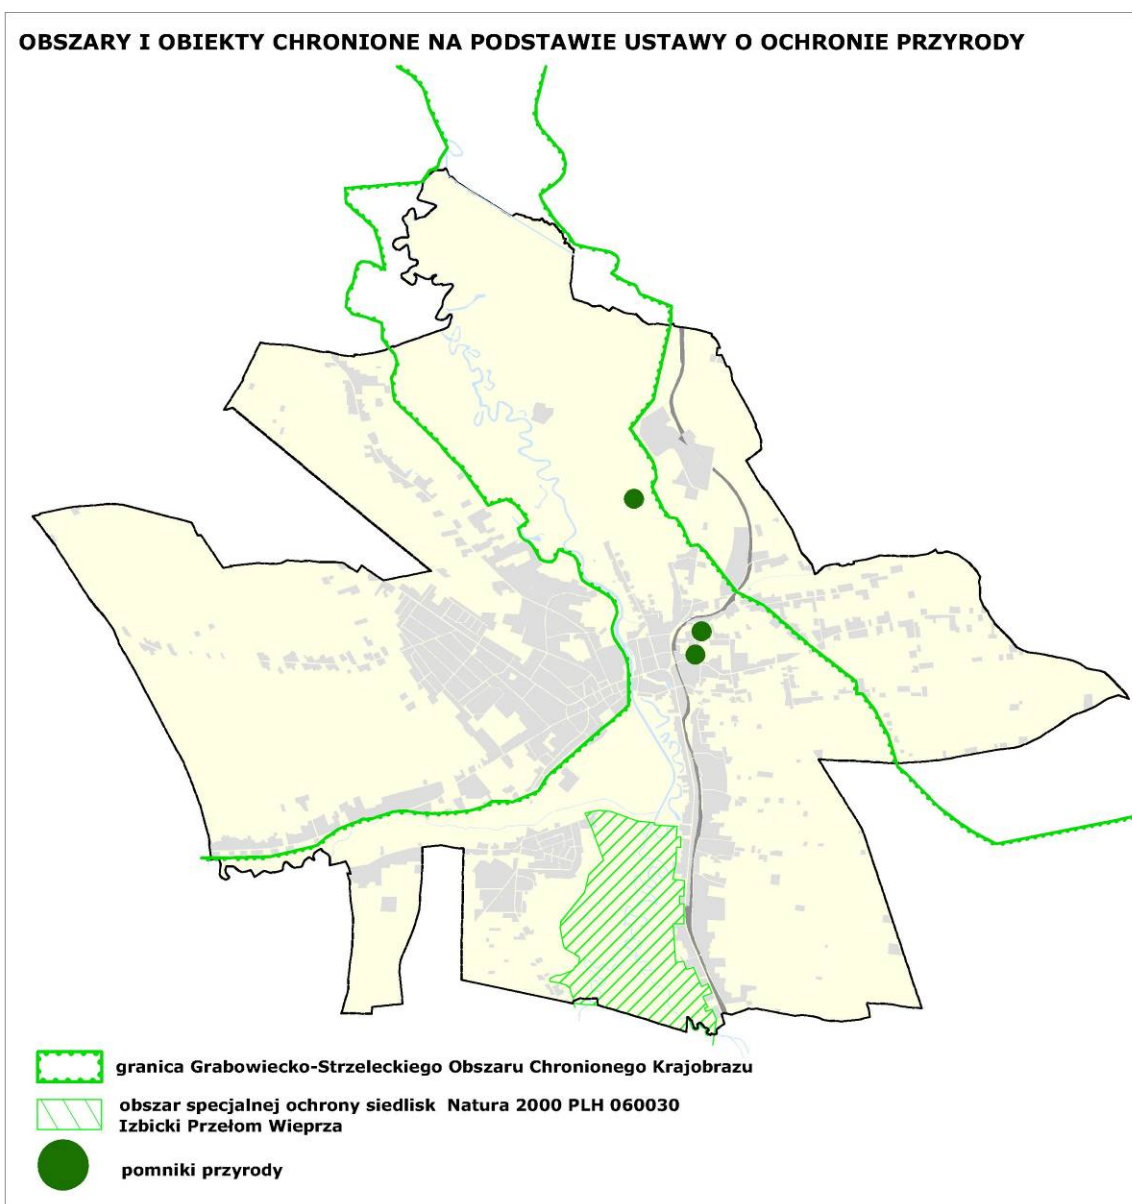 OBSZARY I OBIEKTY CHRONIONE NA PODSTAWIE USTAWY O OCHRONIE PRZYRODY
granica Grabowiecko-Strzeleckiego Obszaru Chronionego Krajobrazu
obszar specjalnej ochrony siedlisk Natura 2000 PLH 060030
Izbicki Przełom Wieprza
pomniki przyrody